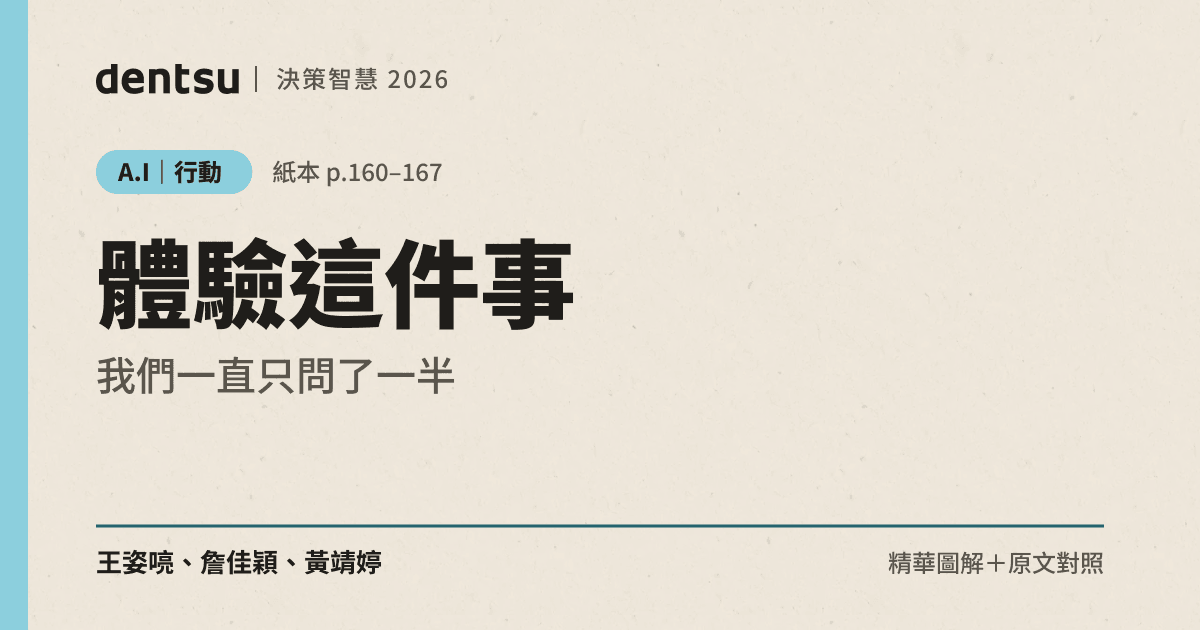 dentsu｜決策智慧 2026
A.I｜行動 紙本 p.160–167
體驗這件事
我們一直只問了一半
王姿喨、詹佳穎、黃靖婷
精華圖解＋原文對照